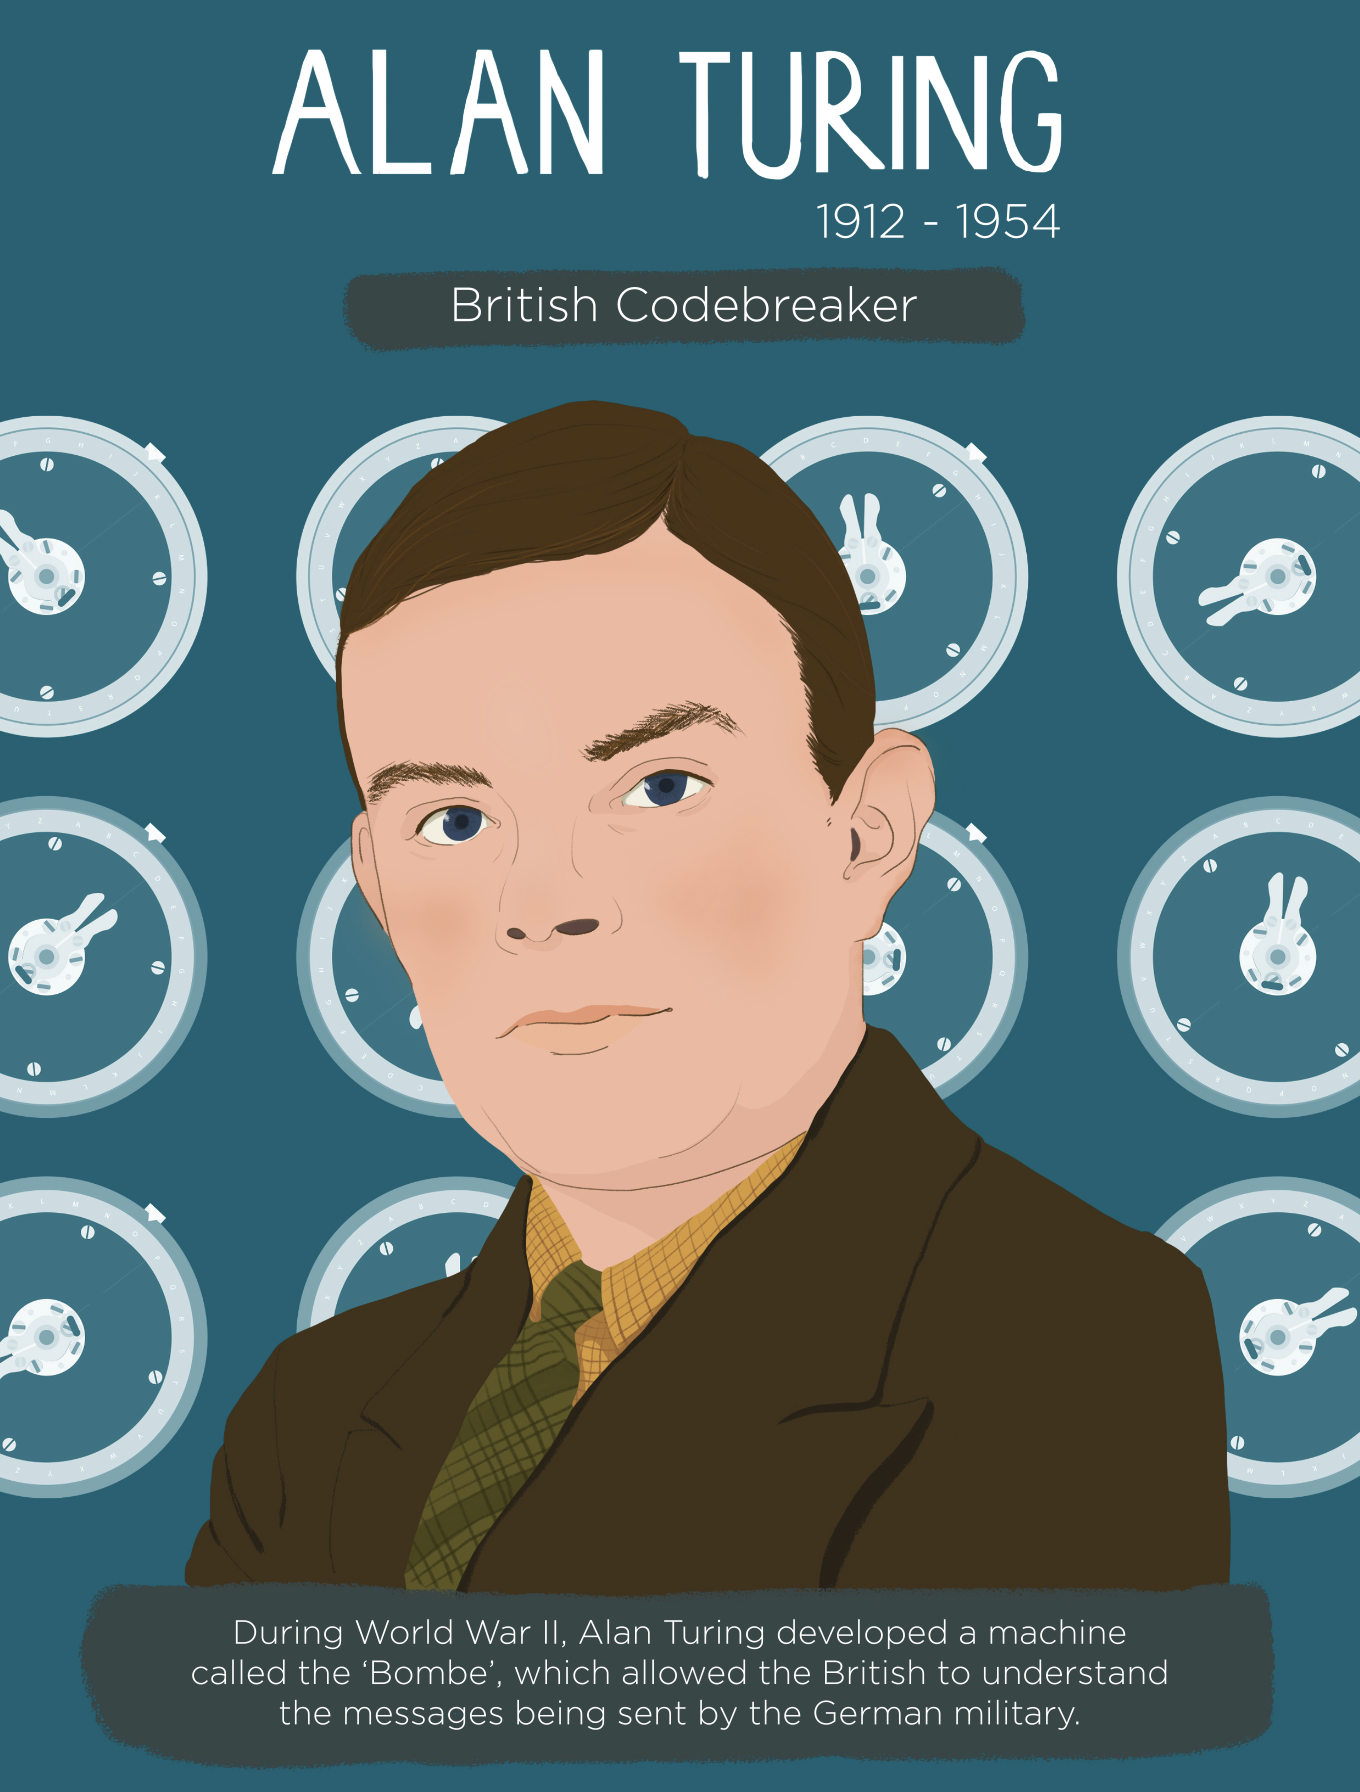 ALAN TURING
1912 - 1954
British Codebreaker
During World War II, Alan Turing developed a machine
called the ‘Bombe’, which allowed the British to understand
the messages being sent by the German military.